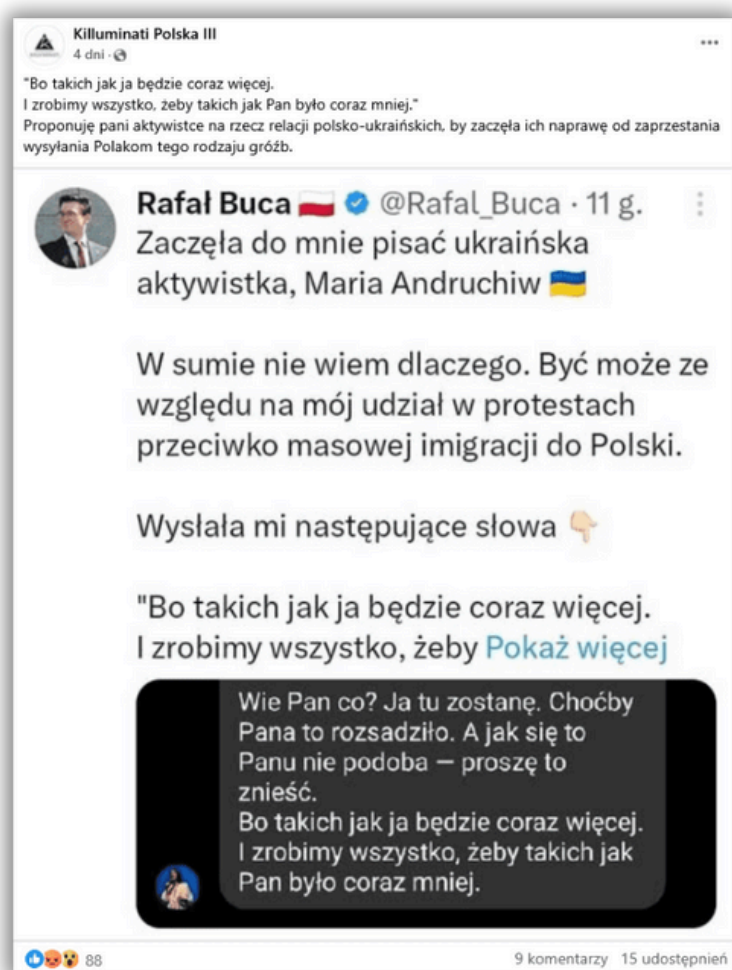 Killuminati Polska III
4 dni ·
"Bo takich jak ja będzie coraz więcej.
I zrobimy wszystko, żeby takich jak Pan było coraz mniej."
Proponuję pani aktywistce na rzecz relacji polsko-ukraińskich, by zaczęła ich naprawę od zaprzestania
wysyłania Polakom tego rodzaju gróźb.
Rafał Buca 🇵🇱 @Rafal_Buca · 11 g.
Zaczęła do mnie pisać ukraińska
aktywistka, Maria Andruchiw 🇺🇦
W sumie nie wiem dlaczego. Być może ze
względu na mój udział w protestach
przeciwko masowej imigracji do Polski.
Wysłała mi następujące słowa 👇🏻
"Bo takich jak ja będzie coraz więcej.
I zrobimy wszystko, żeby Pokaż więcej
Wie Pan co? Ja tu zostanę. Choćby
Pana to rozsadziło. A jak się to
Panu nie podoba — proszę to
znieść.
Bo takich jak ja będzie coraz więcej.
I zrobimy wszystko, żeby takich jak
Pan było coraz mniej.
88
9 komentarzy 15 udostępnień